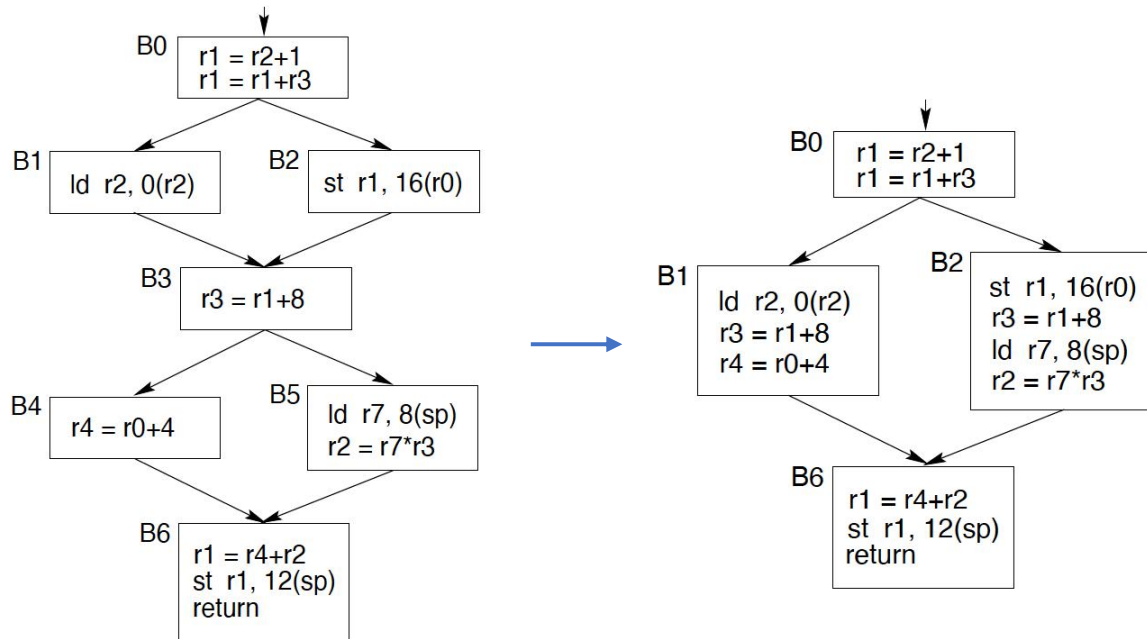 B0
r1 = r2+1
r1 = r1+r3
B1
ld r2, 0(r2)
B2
st r1, 16(r0)
B3
r3 = r1+8
B4
r4 = r0+4
B5
ld r7, 8(sp)
r2 = r7*r3
B6
r1 = r4+r2
st r1, 12(sp)
return
B0
r1 = r2+1
r1 = r1+r3
B1
ld r2, 0(r2)
r3 = r1+8
r4 = r0+4
B2
st r1, 16(r0)
r3 = r1+8
ld r7, 8(sp)
r2 = r7*r3
B6
r1 = r4+r2
st r1, 12(sp)
return